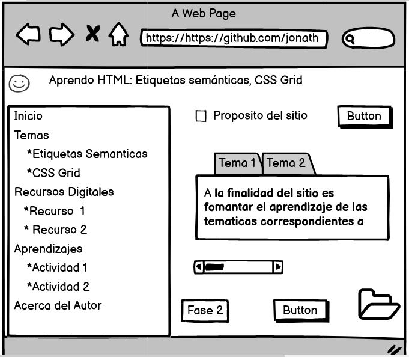 A Web Page
https://https://github.com/jonath
Aprendo HTML: Etiquetas semánticas, CSS Grid
Inicio
Temas
*Etiquetas Semanticas
*CSS Grid
Recursos Digitales
*Recurso 1
* Recurso 2
Aprendizajes
*Actividad 1
*Actividad 2
Acerca del Autor
Proposito del sitio
Button
Tema 1
Tema 2
A la finalidad del sitio es
fomantar el aprendizaje de las
tematicas correspondientes a
Fase 2
Button